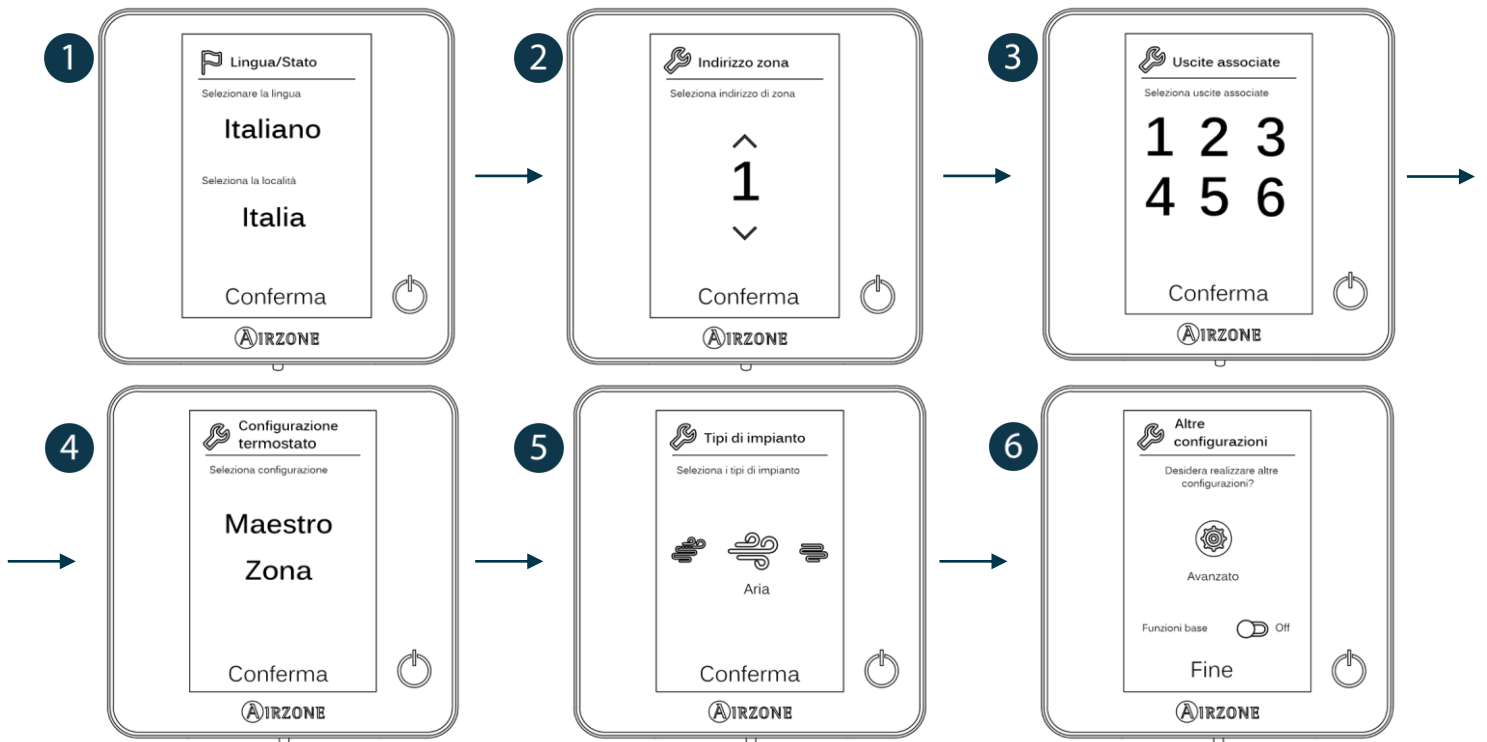 1
Lingua/Stato
Selezionare la lingua
Italiano
Seleziona la località
Italia
Conferma
AIRZONE
2
Indirizzo zona
Seleziona indirizzo di zona
1
Conferma
AIRZONE
3
Uscite associate
Seleziona uscite associate
1 2 3
4 5 6
Conferma
AIRZONE
4
Configurazione
termostato
Seleziona configurazione
Maestro
Zona
Conferma
AIRZONE
5
Tipi di impianto
Seleziona i tipi di impianto
Aria
Conferma
AIRZONE
6
Altre
configurazioni
Desidera realizzare altre
configurazioni?
Avanzato
Funzioni base Off
Fine
AIRZONE